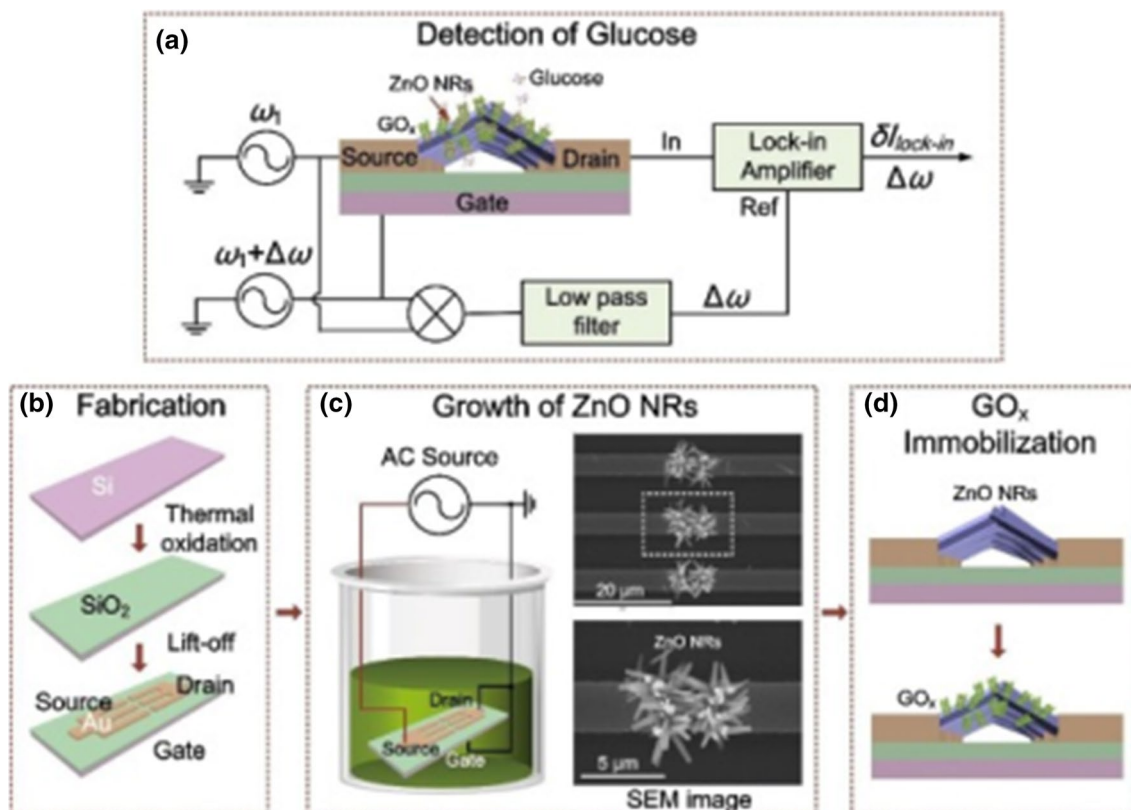 (a) Detection of Glucose
ZnO NRs
Glucose
GOₓ
ω₁
Source
Drain
Gate
In
Lock-in
Amplifier
Ref
δI_lock-in
Δω
ω₁+Δω
Low pass
filter
Δω
(b) Fabrication
Si
Thermal
oxidation
SiO₂
Lift-off
Source
Drain
Au
Gate
(c) Growth of ZnO NRs
AC Source
Drain
Source
Gate
20 μm
ZnO NRs
5 μm
SEM image
(d) GOₓ
Immobilization
ZnO NRs
GOₓ